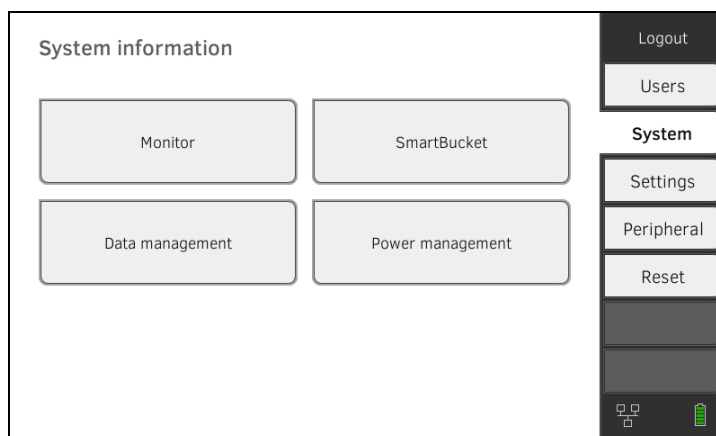 System information
Monitor
SmartBucket
Data management
Power management
Logout
Users
System
Settings
Peripheral
Reset